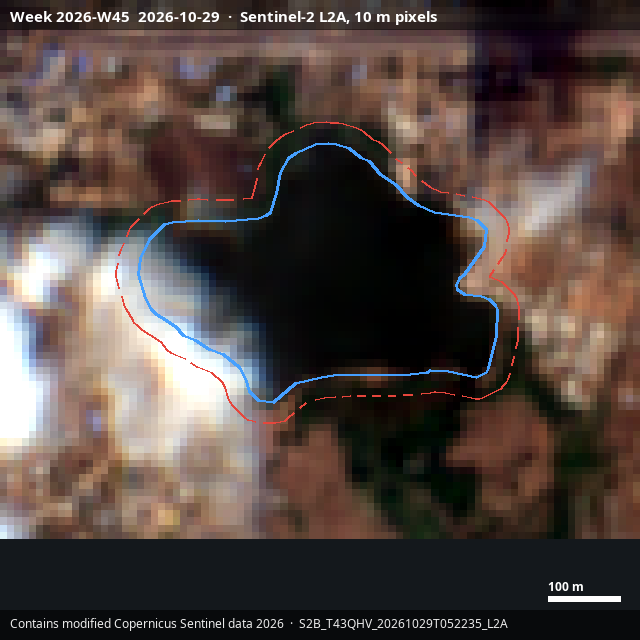 Week 2026-W45  2026-10-29  ·  Sentinel-2 L2A, 10 m pixels
100 m
Contains modified Copernicus Sentinel data 2026  ·  S2B_T43QHV_20261029T052235_L2A